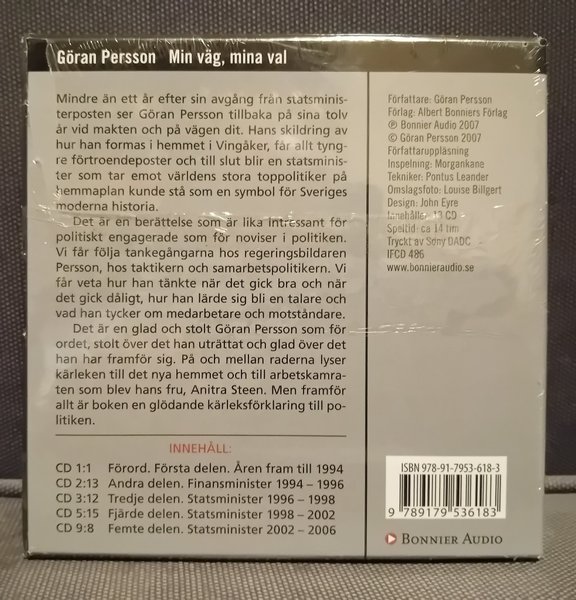 Göran Persson Min väg, mina val
Mindre än ett år efter sin avgång från statsminis-
terposten ser Göran Persson tillbaka på sina tolv
år vid makten och på vägen dit. Hans skildring av
hur han formas i hemmet i Vingåker, får allt tyng-
re förtroendeposter och till slut blir en statsminis-
ter som tar emot världens stora toppolitiker på
hemmaplan kunde stå som en symbol för Sveriges
moderna historia.
Det är en berättelse som är lika intressant för
politiskt engagerade som för noviser i politiken.
Vi får följa tankegångarna hos regeringsbildaren
Persson, hos taktikern och samarbetspolitikern. Vi
får veta hur han tänkte när det gick bra och när
det gick dåligt, hur han lärde sig bli en talare och
vad han tycker om medarbetare och motståndare.
Det är en glad och stolt Göran Persson som för
ordet, stolt över det han uträttat och glad över det
han har framför sig. På och mellan raderna lyser
kärleken till det nya hemmet och till arbetskamra-
ten som blev hans fru, Anitra Steen. Men framför
allt är boken en glödande kärleksförklaring till po-
litiken.
INNEHÅLL:
CD 1:1 Förord. Första delen. Åren fram till 1994
CD 2:13 Andra delen. Finansminister 1994 – 1996
CD 3:12 Tredje delen. Statsminister 1996 – 1998
CD 5:15 Fjärde delen. Statsminister 1998 – 2002
CD 9:8 Femte delen. Statsminister 2002 – 2006
Författare: Göran Persson
Förlag: Albert Bonniers Förlag
℗ Bonnier Audio 2007
© Göran Persson 2007
Författaruppläsning
Inspelning: Morgankane
Tekniker: Pontus Leander
Omslagsfoto: Louise Billgert
Design: John Eyre
Innehåller 13 CD
Speltid: ca 14 tim
Tryckt av Sony DADC
IFCD 486
www.bonnieraudio.se
ISBN 978-91-7953-618-3
9 789179 536183
BONNIER AUDIO